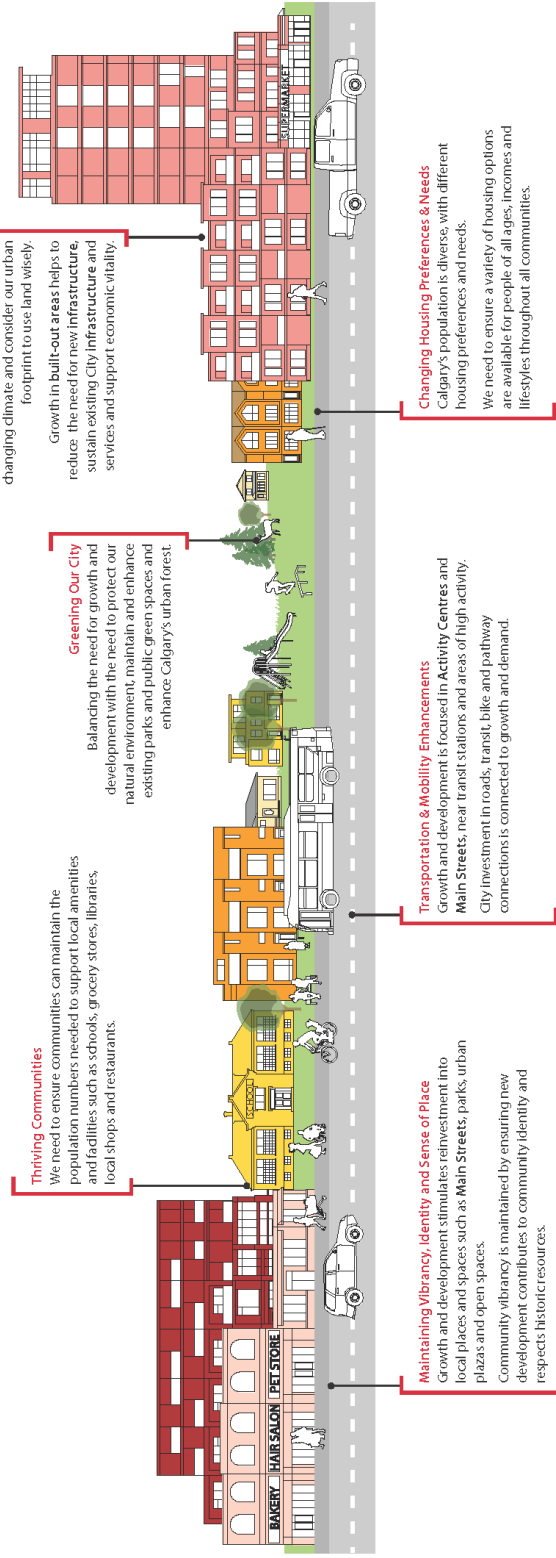 Thriving Communities
We need to ensure communities can maintain the
population numbers needed to support local amenities
and facilities such as schools, grocery stores, libraries,
local shops and restaurants.
Greening Our City
Balancing the need for growth and
development with the need to protect our
natural environment, maintain and enhance
existing parks and public green spaces and
enhance Calgary's urban forest.
changing climate and consider our urban
footprint to use land wisely.
Growth in built-out areas helps to
reduce the need for new infrastructure,
sustain existing City infrastructure and
services and support economic vitality.
BAKERY HAIR SALON PET STORE
SCHOOL
SUPERMARKET
Maintaining Vibrancy, Identity and Sense of Place
Growth and development stimulates reinvestment into
local places and spaces such as Main Streets, parks, urban
plazas and open spaces.
Community vibrancy is maintained by ensuring new
development contributes to community identity and
respects historic resources.
Transportation & Mobility Enhancements
Growth and development is focused in Activity Centres and
Main Streets, near transit stations and areas of high activity.
City investment in roads, transit, bike and pathway
connections is connected to growth and demand.
Changing Housing Preferences & Needs
Calgary's population is diverse, with different
housing preferences and needs.
We need to ensure a variety of housing options
are available for people of all ages, incomes and
lifestyles throughout all communities.